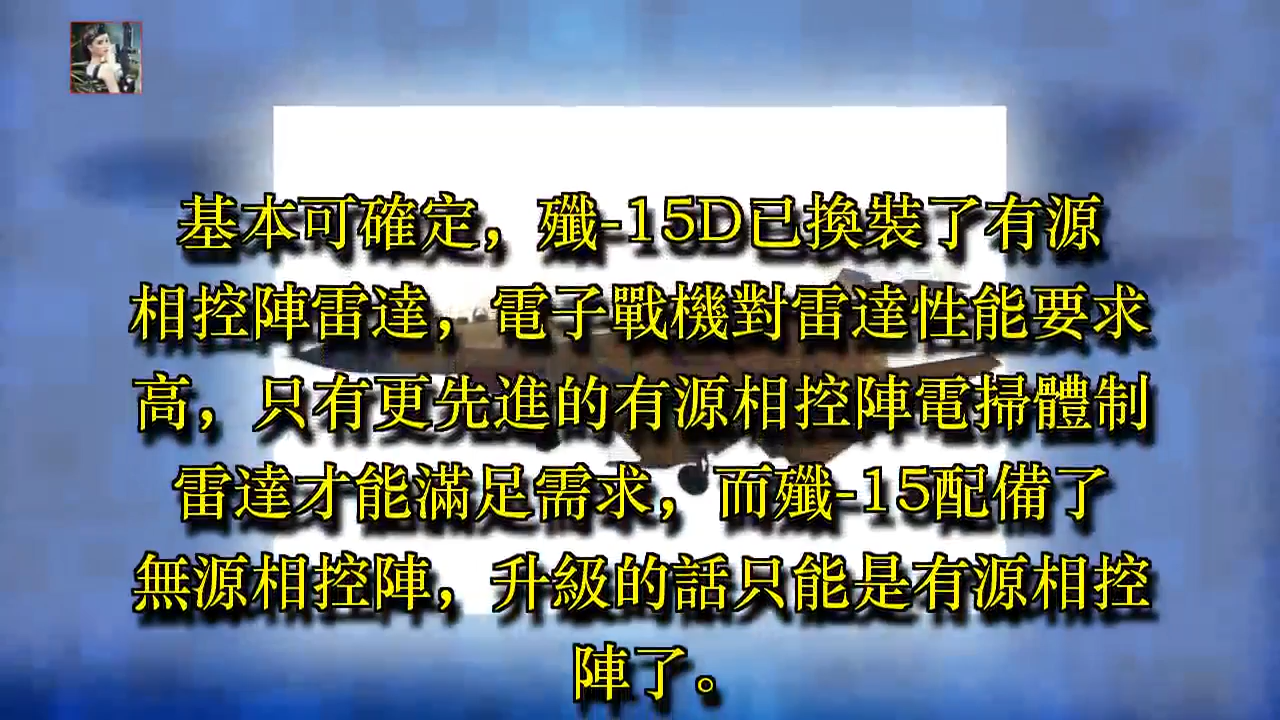 基本可確定，殲-15D已換裝了有源
相控陣雷達，電子戰機對雷達性能要求
高，只有更先進的有源相控陣電掃體制
雷達才能滿足需求，而殲-15配備了
無源相控陣，升級的話只能是有源相控
陣了。